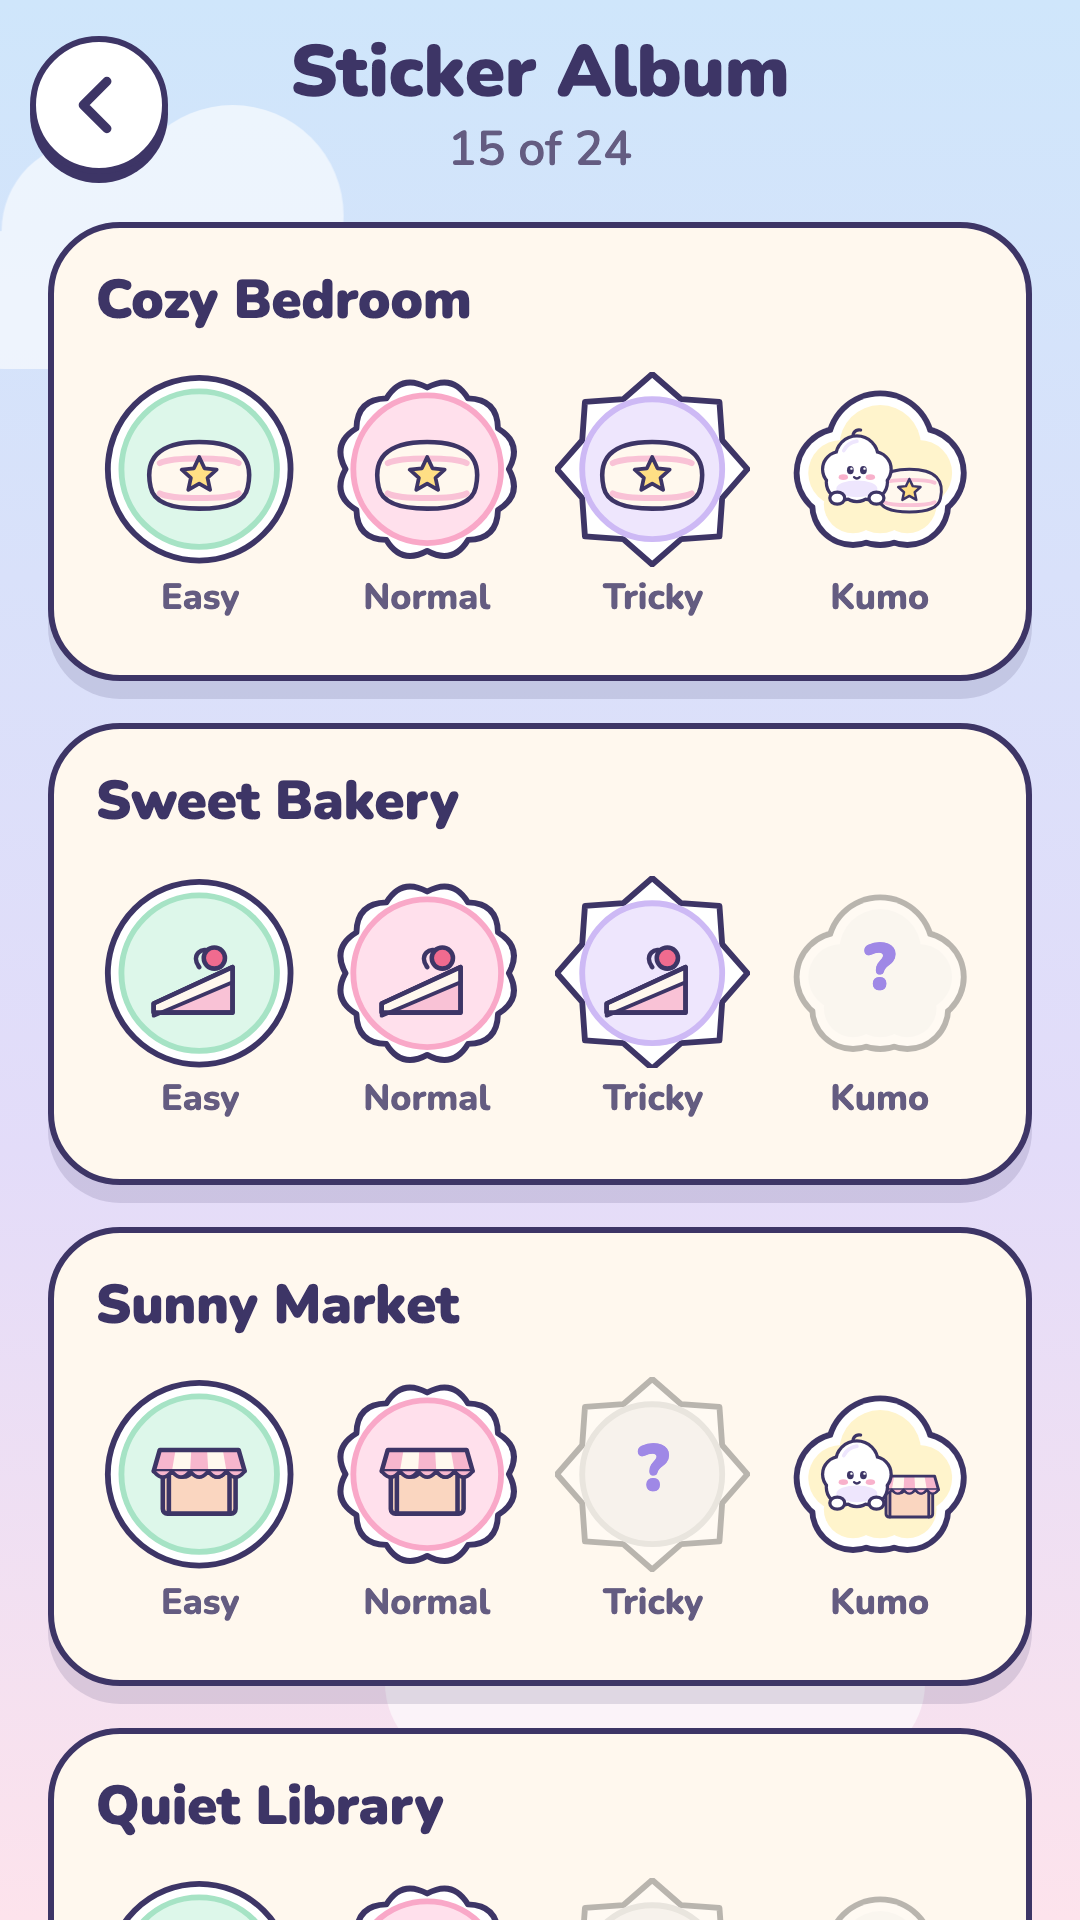 Sticker Album
15 of 24
Cozy Bedroom
Easy Normal Tricky Kumo
Sweet Bakery
?
Easy Normal Tricky Kumo
Sunny Market
?
Easy Normal Tricky Kumo
Quiet Library